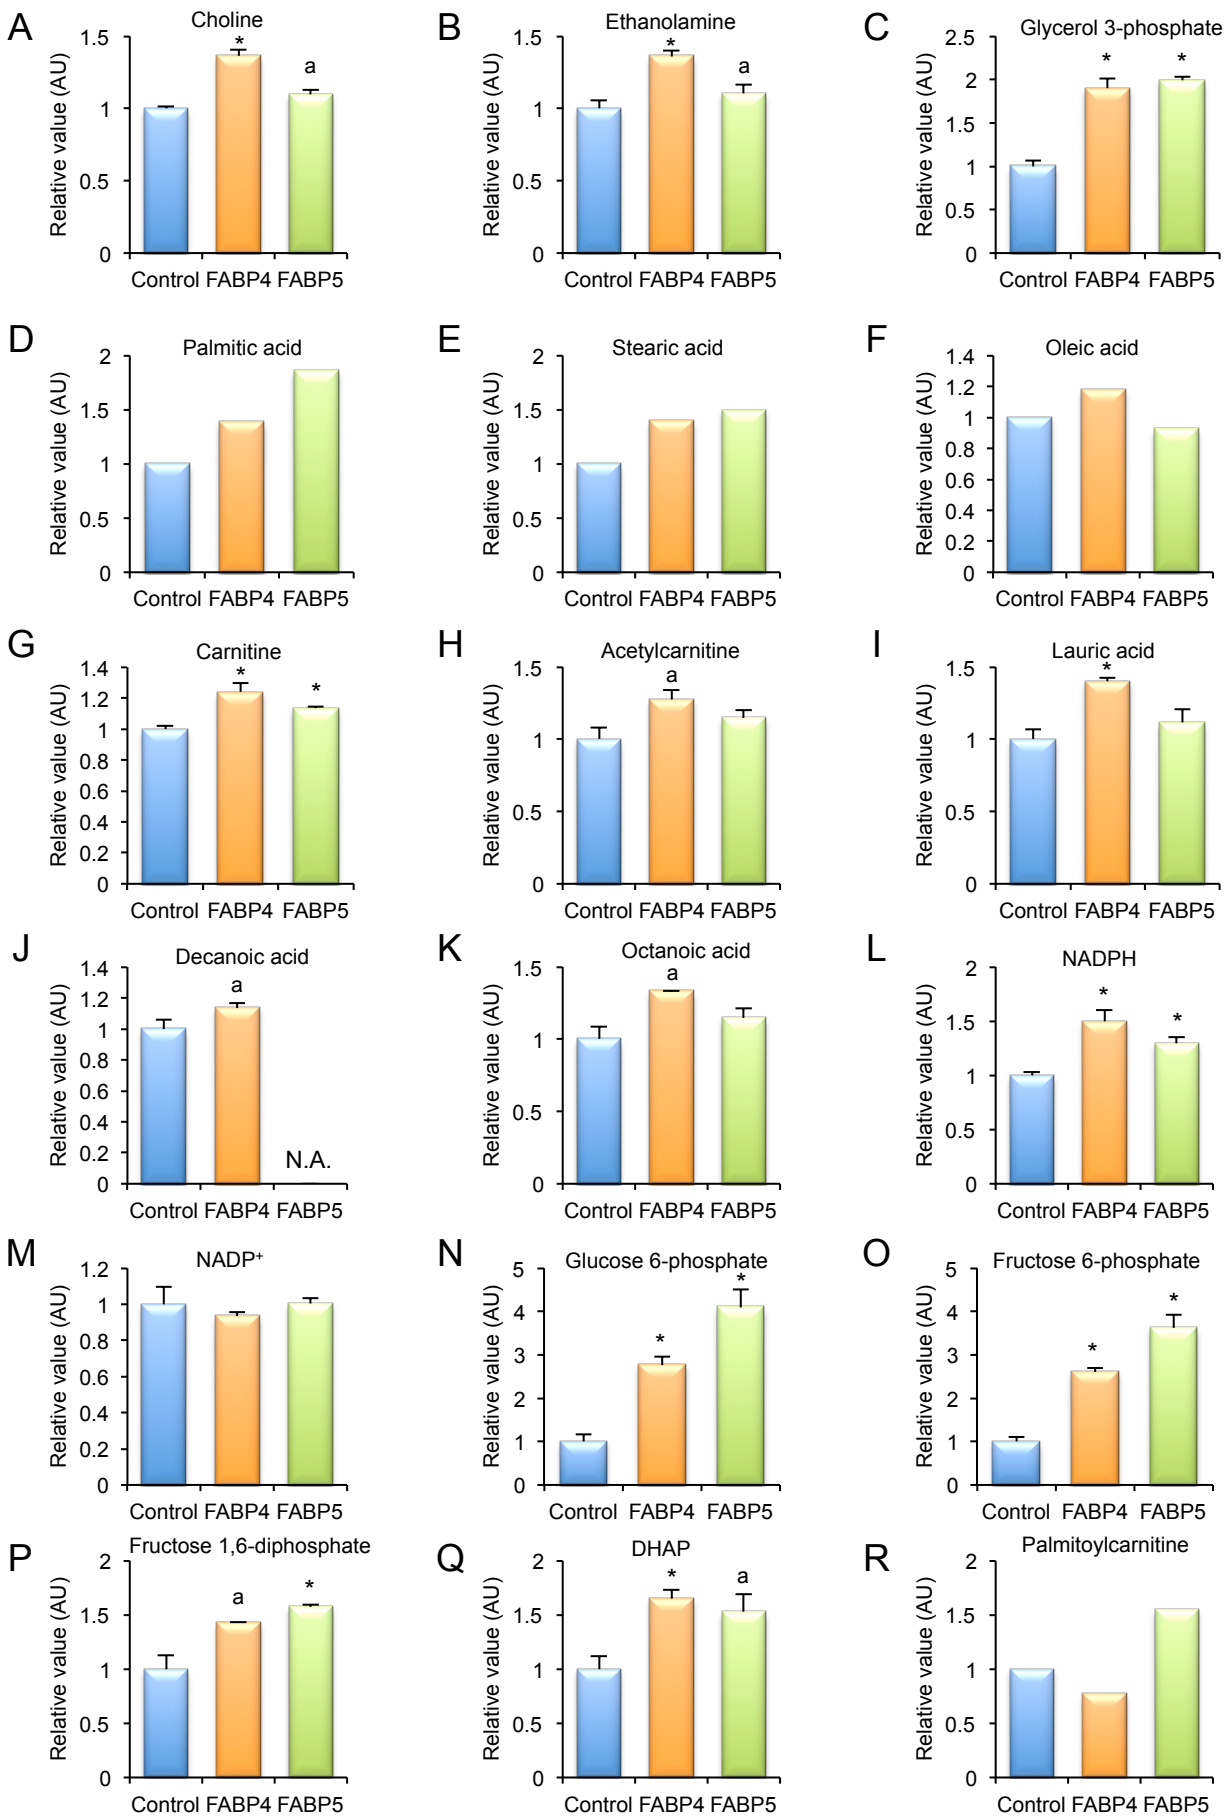 A
Choline
Relative value (AU)
1.5
1
0.5
0
*
a
Control FABP4 FABP5
B
Ethanolamine
Relative value (AU)
1.5
1
0.5
0
*
a
Control FABP4 FABP5
C
Glycerol 3-phosphate
Relative value (AU)
2.5
2
1.5
1
0.5
0
*
*
Control FABP4 FABP5
D
Palmitic acid
Relative value (AU)
2
1.5
1
0.5
0
Control FABP4 FABP5
E
Stearic acid
Relative value (AU)
2
1.5
1
0.5
0
Control FABP4 FABP5
F
Oleic acid
Relative value (AU)
1.4
1.2
1
0.8
0.6
0.4
0.2
0
Control FABP4 FABP5
G
Carnitine
Relative value (AU)
1.4
1.2
1
0.8
0.6
0.4
0.2
0
*
*
Control FABP4 FABP5
H
Acetylcarnitine
Relative value (AU)
1.5
1
0.5
0
a
Control FABP4 FABP5
I
Lauric acid
Relative value (AU)
1.5
1
0.5
0
*
Control FABP4 FABP5
J
Decanoic acid
Relative value (AU)
1.4
1.2
1
0.8
0.6
0.4
0.2
0
a
N.A.
Control FABP4 FABP5
K
Octanoic acid
Relative value (AU)
1.5
1
0.5
0
a
Control FABP4 FABP5
L
NADPH
Relative value (AU)
2
1.5
1
0.5
0
*
*
Control FABP4 FABP5
M
NADP⁺
Relative value (AU)
1.2
1
0.8
0.6
0.4
0.2
0
Control FABP4 FABP5
N
Glucose 6-phosphate
Relative value (AU)
5
4
3
2
1
0
*
*
Control FABP4 FABP5
O
Fructose 6-phosphate
Relative value (AU)
5
4
3
2
1
0
*
*
Control FABP4 FABP5
P
Fructose 1,6-diphosphate
Relative value (AU)
2
1.5
1
0.5
0
a
*
Control FABP4 FABP5
Q
DHAP
Relative value (AU)
2
1.5
1
0.5
0
*
a
Control FABP4 FABP5
R
Palmitoylcarnitine
Relative value (AU)
2
1.5
1
0.5
0
Control FABP4 FABP5